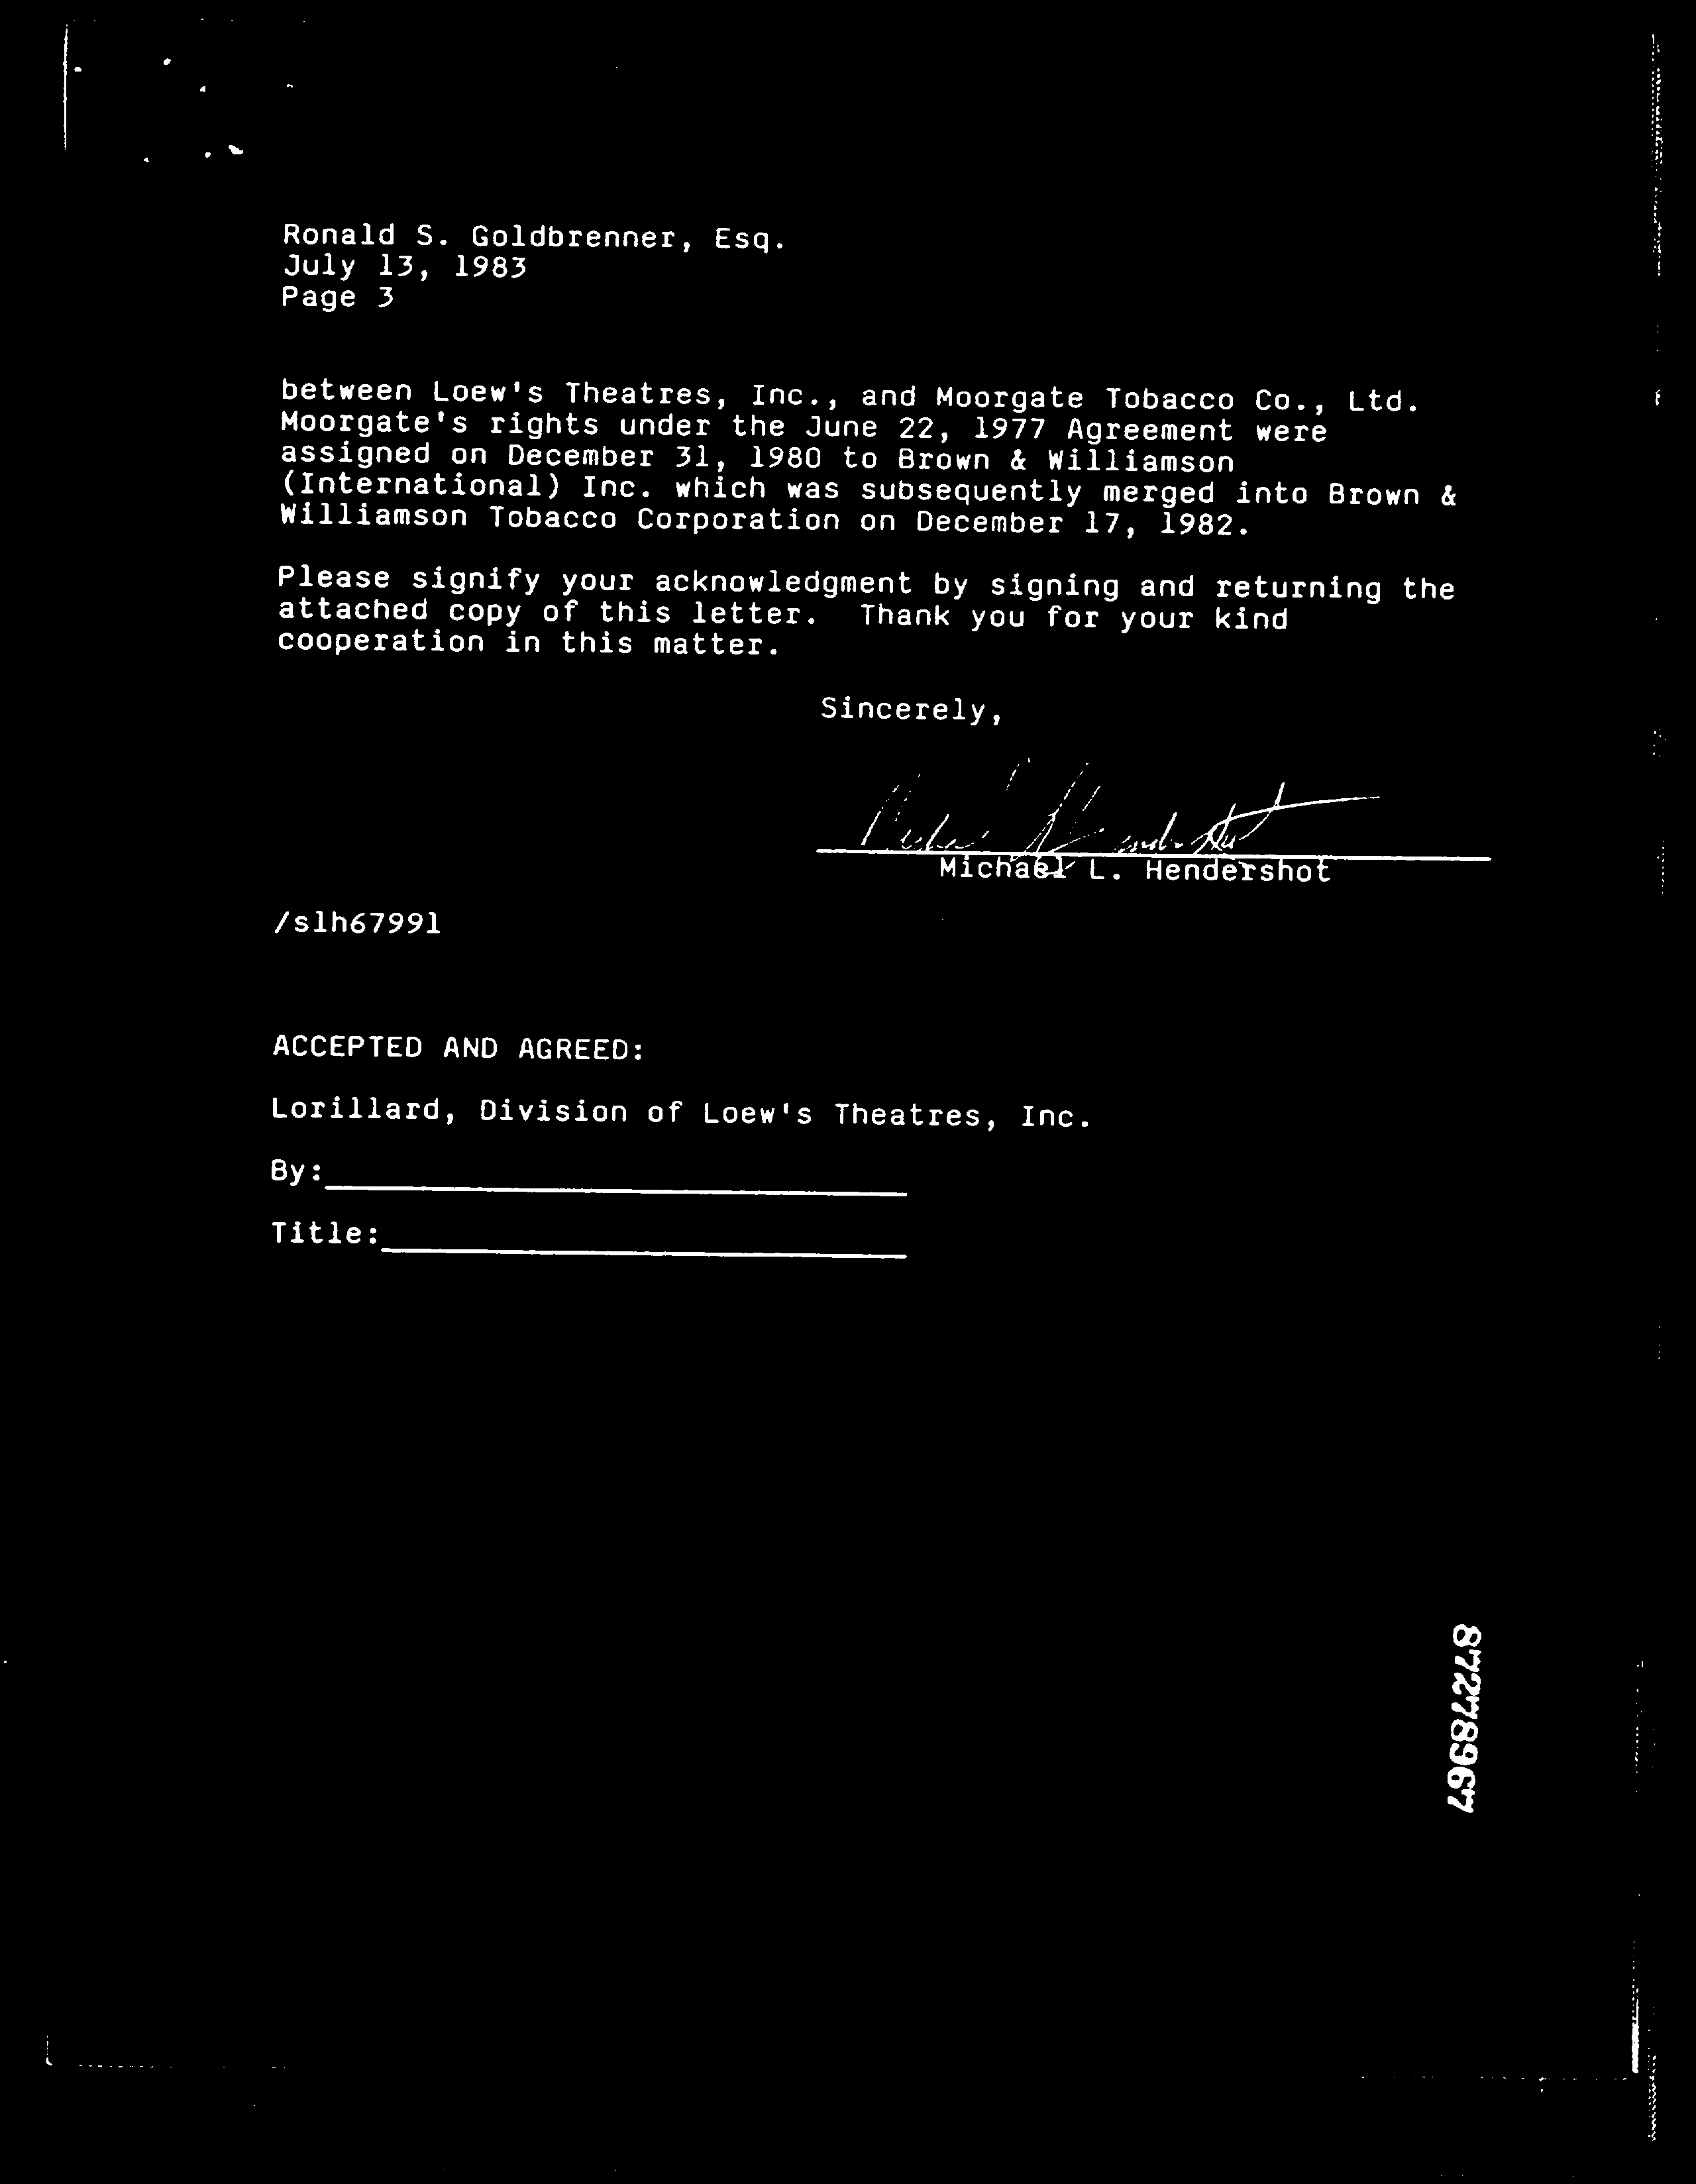 Ronald S. Goldbrenner, Esq.
July 13, 1983
Page 3
between Loew's Theatres, Inc., and Moorgate Tobacco Co., Ltd.
Moorgate's rights under the June 22, 1977 Agreement were
assigned on December 31, 1980 to Brown & Williamson
(International) Inc. which was subsequently merged into Brown &
Williamson Tobacco Corporation on December 17, 1982.
Please signify your acknowledgment by signing and returning the
attached copy of this letter. Thank you for your kind
cooperation in this matter.
Sincerely,
Michael L. Hendershot
/slh67991
ACCEPTED AND AGREED:
Lorillard, Division of Loew's Theatres, Inc.
By:
Title:
87278967